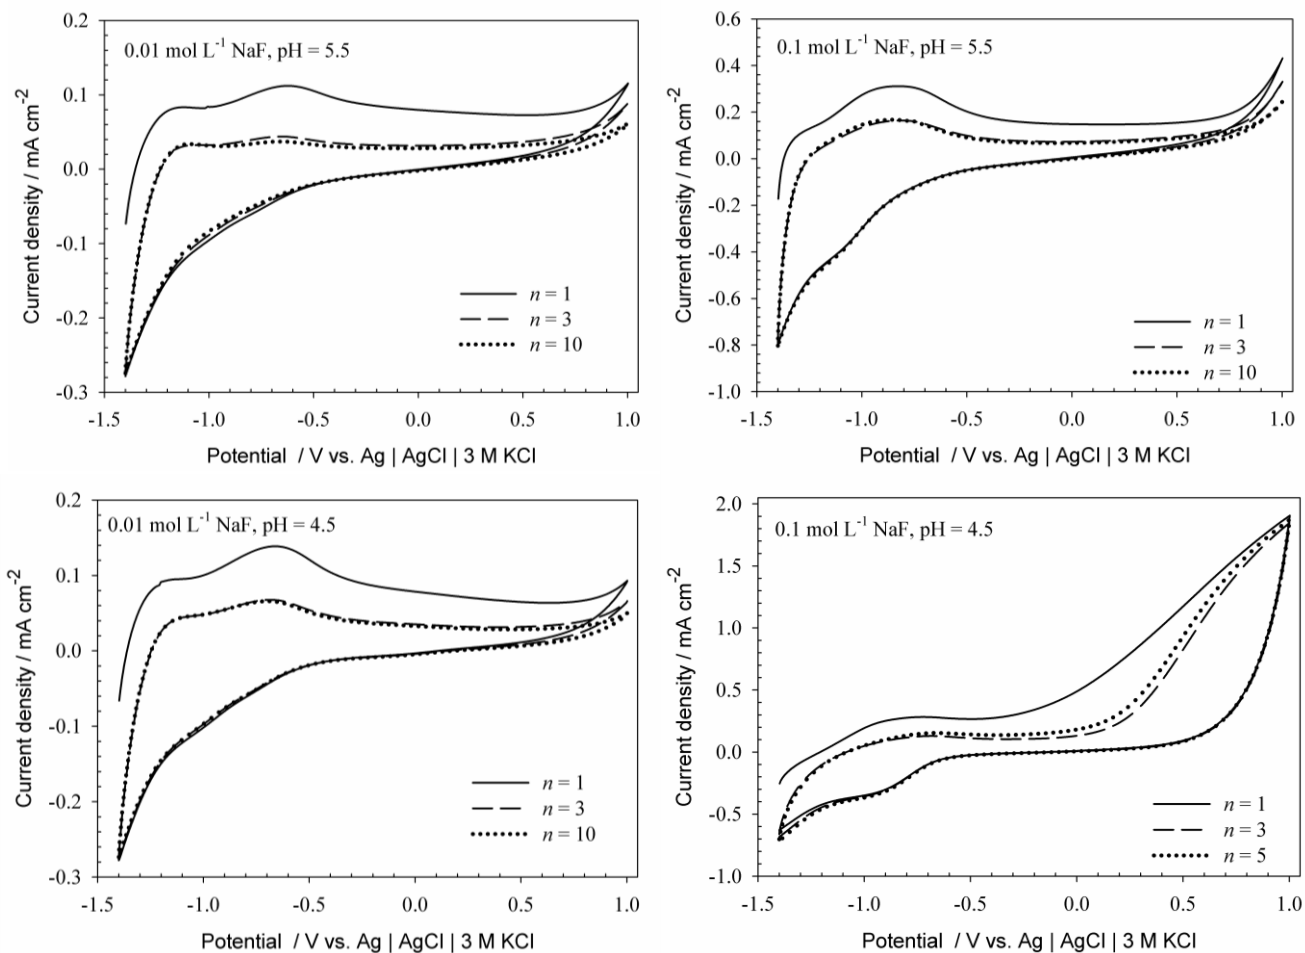 0.01 mol L⁻¹ NaF, pH = 5.5
Current density / mA cm⁻²
0.2
0.1
0.0
-0.1
-0.2
-0.3
n = 1
n = 3
n = 10
-1.5 -1.0 -0.5 0.0 0.5 1.0
Potential / V vs. Ag | AgCl | 3 M KCl
0.1 mol L⁻¹ NaF, pH = 5.5
Current density / mA cm⁻²
0.6
0.4
0.2
0.0
-0.2
-0.4
-0.6
-0.8
-1.0
n = 1
n = 3
n = 10
-1.5 -1.0 -0.5 0.0 0.5 1.0
Potential / V vs. Ag | AgCl | 3 M KCl
0.01 mol L⁻¹ NaF, pH = 4.5
Current density / mA cm⁻²
0.2
0.1
0.0
-0.1
-0.2
-0.3
n = 1
n = 3
n = 10
-1.5 -1.0 -0.5 0.0 0.5 1.0
Potential / V vs. Ag | AgCl | 3 M KCl
0.1 mol L⁻¹ NaF, pH = 4.5
Current density / mA cm⁻²
2.0
1.5
1.0
0.5
0.0
-0.5
-1.0
n = 1
n = 3
n = 5
-1.5 -1.0 -0.5 0.0 0.5 1.0
Potential / V vs. Ag | AgCl | 3 M KCl